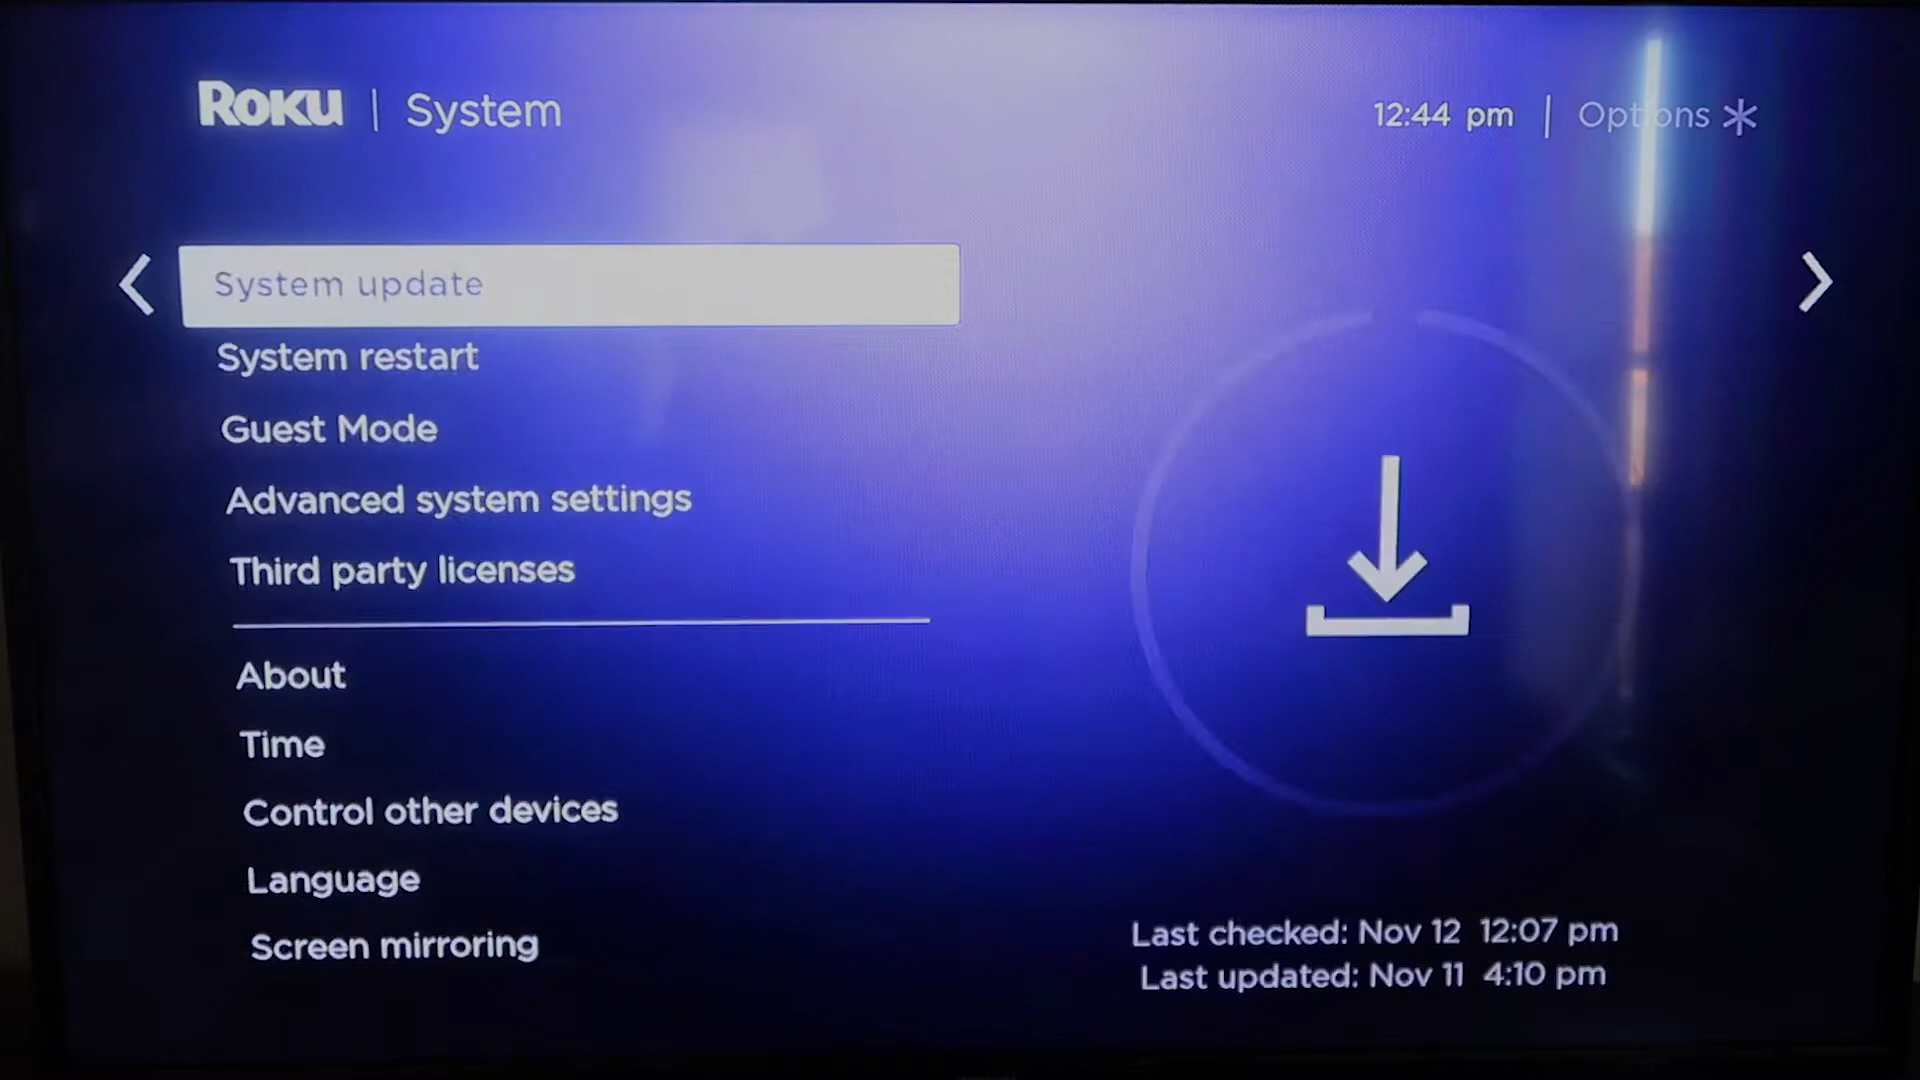 Roku | System
12:44 pm | Options *
System update
System restart
Guest Mode
Advanced system settings
Third party licenses
About
Time
Control other devices
Language
Screen mirroring
Last checked: Nov 12 12:07 pm
Last updated: Nov 11 4:10 pm